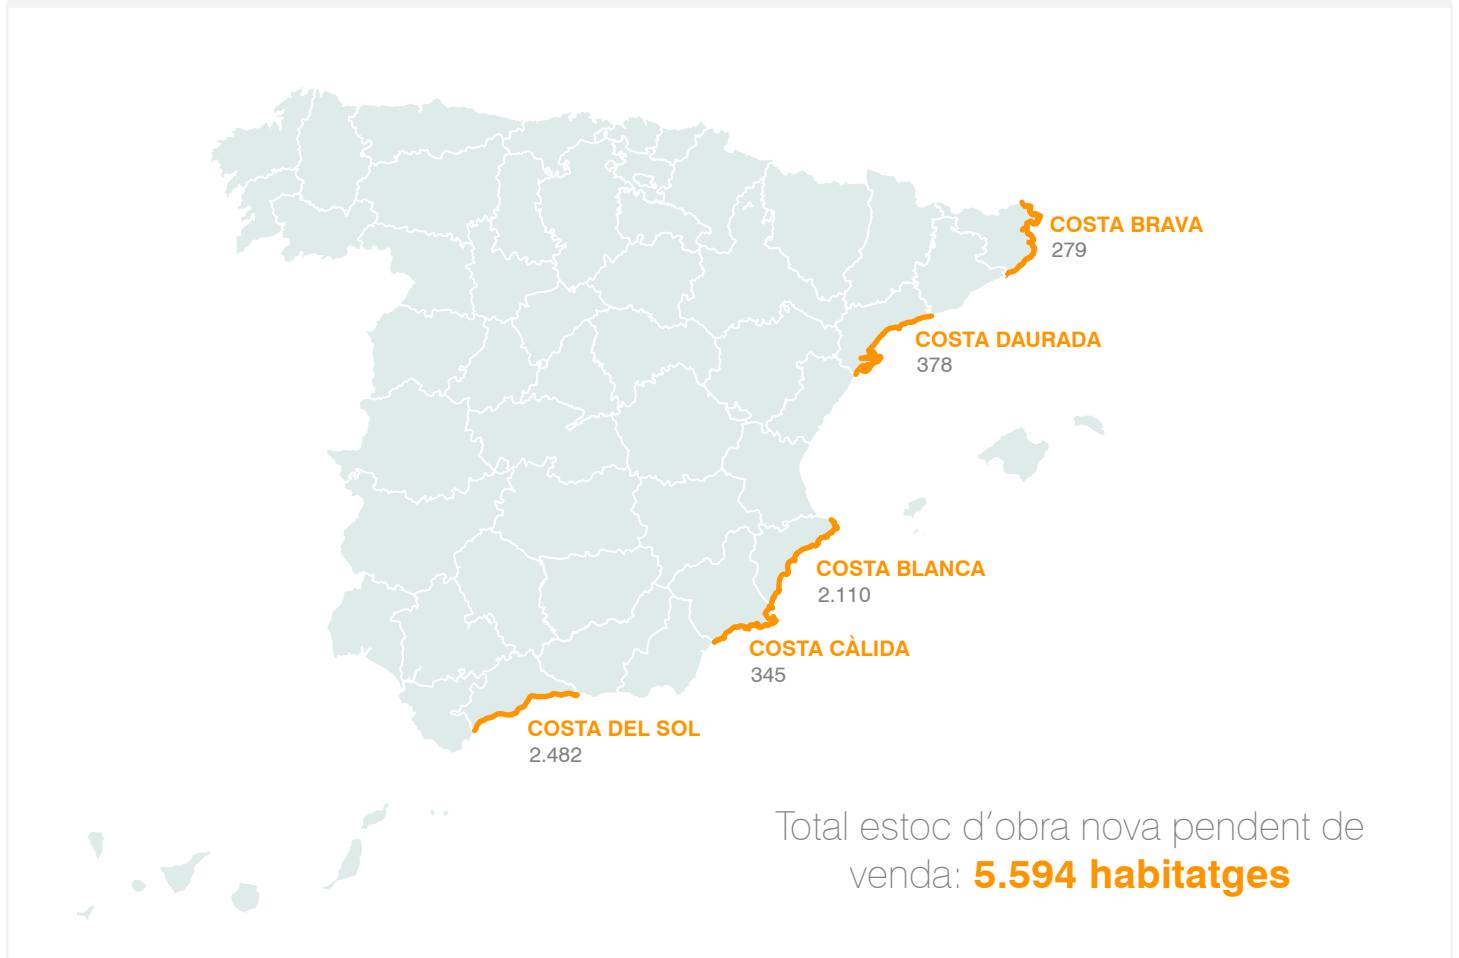 COSTA BRAVA
279
COSTA DAURADA
378
COSTA BLANCA
2.110
COSTA CÀLIDA
345
COSTA DEL SOL
2.482
Total estoc d’obra nova pendent de
venda: 5.594 habitatges